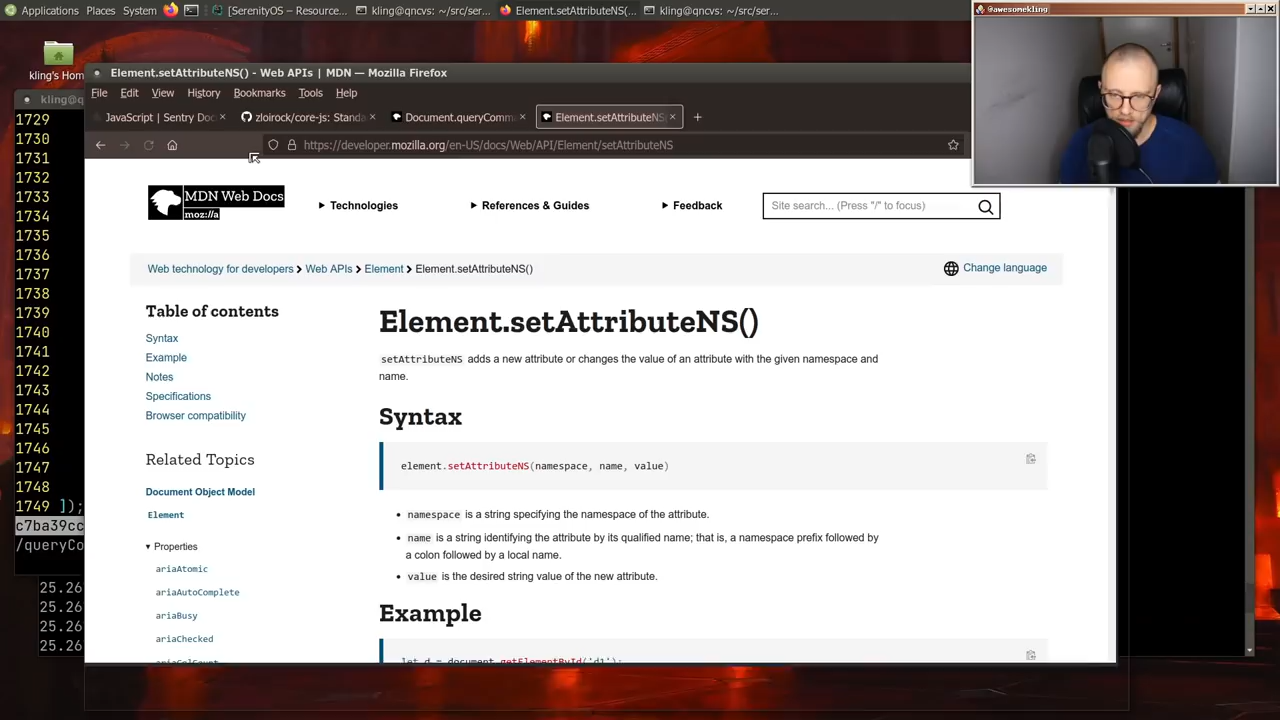 Applications Places System
[SerenityOS – Resource...
kling@qncvs: ~/src/ser...
Element.setAttributeNS(...
kling@qncvs: ~/src/ser...
@awesomekling
kling's Home
kling@q
Element.setAttributeNS() - Web APIs | MDN — Mozilla Firefox
File Edit View History Bookmarks Tools Help
JavaScript | Sentry Doc
zloirock/core-js: Standa
Document.queryComm
Element.setAttributeNS
https://developer.mozilla.org/en-US/docs/Web/API/Element/setAttributeNS
MDN Web Docs
moz://a
Technologies
References & Guides
Feedback
Site search... (Press "/" to focus)
Web technology for developers > Web APIs > Element > Element.setAttributeNS()
Change language
Table of contents
Syntax
Example
Notes
Specifications
Browser compatibility
Related Topics
Document Object Model
Element
Properties
ariaAtomic
ariaAutoComplete
ariaBusy
ariaChecked
ariaColCount
Element.setAttributeNS()
setAttributeNS adds a new attribute or changes the value of an attribute with the given namespace and
name.
Syntax
element.setAttributeNS(namespace, name, value)
• namespace is a string specifying the namespace of the attribute.
• name is a string identifying the attribute by its qualified name; that is, a namespace prefix followed by
a colon followed by a local name.
• value is the desired string value of the new attribute.
Example
let d = document.getElementById('d1');
1729
1730
1731
1732
1733
1734
1735
1736
1737
1738
1739
1740
1741
1742
1743
1744
1745
1746
1747
1748
1749 ]);
c7ba39cc
/queryCo
25.26
25.26
25.26
25.26